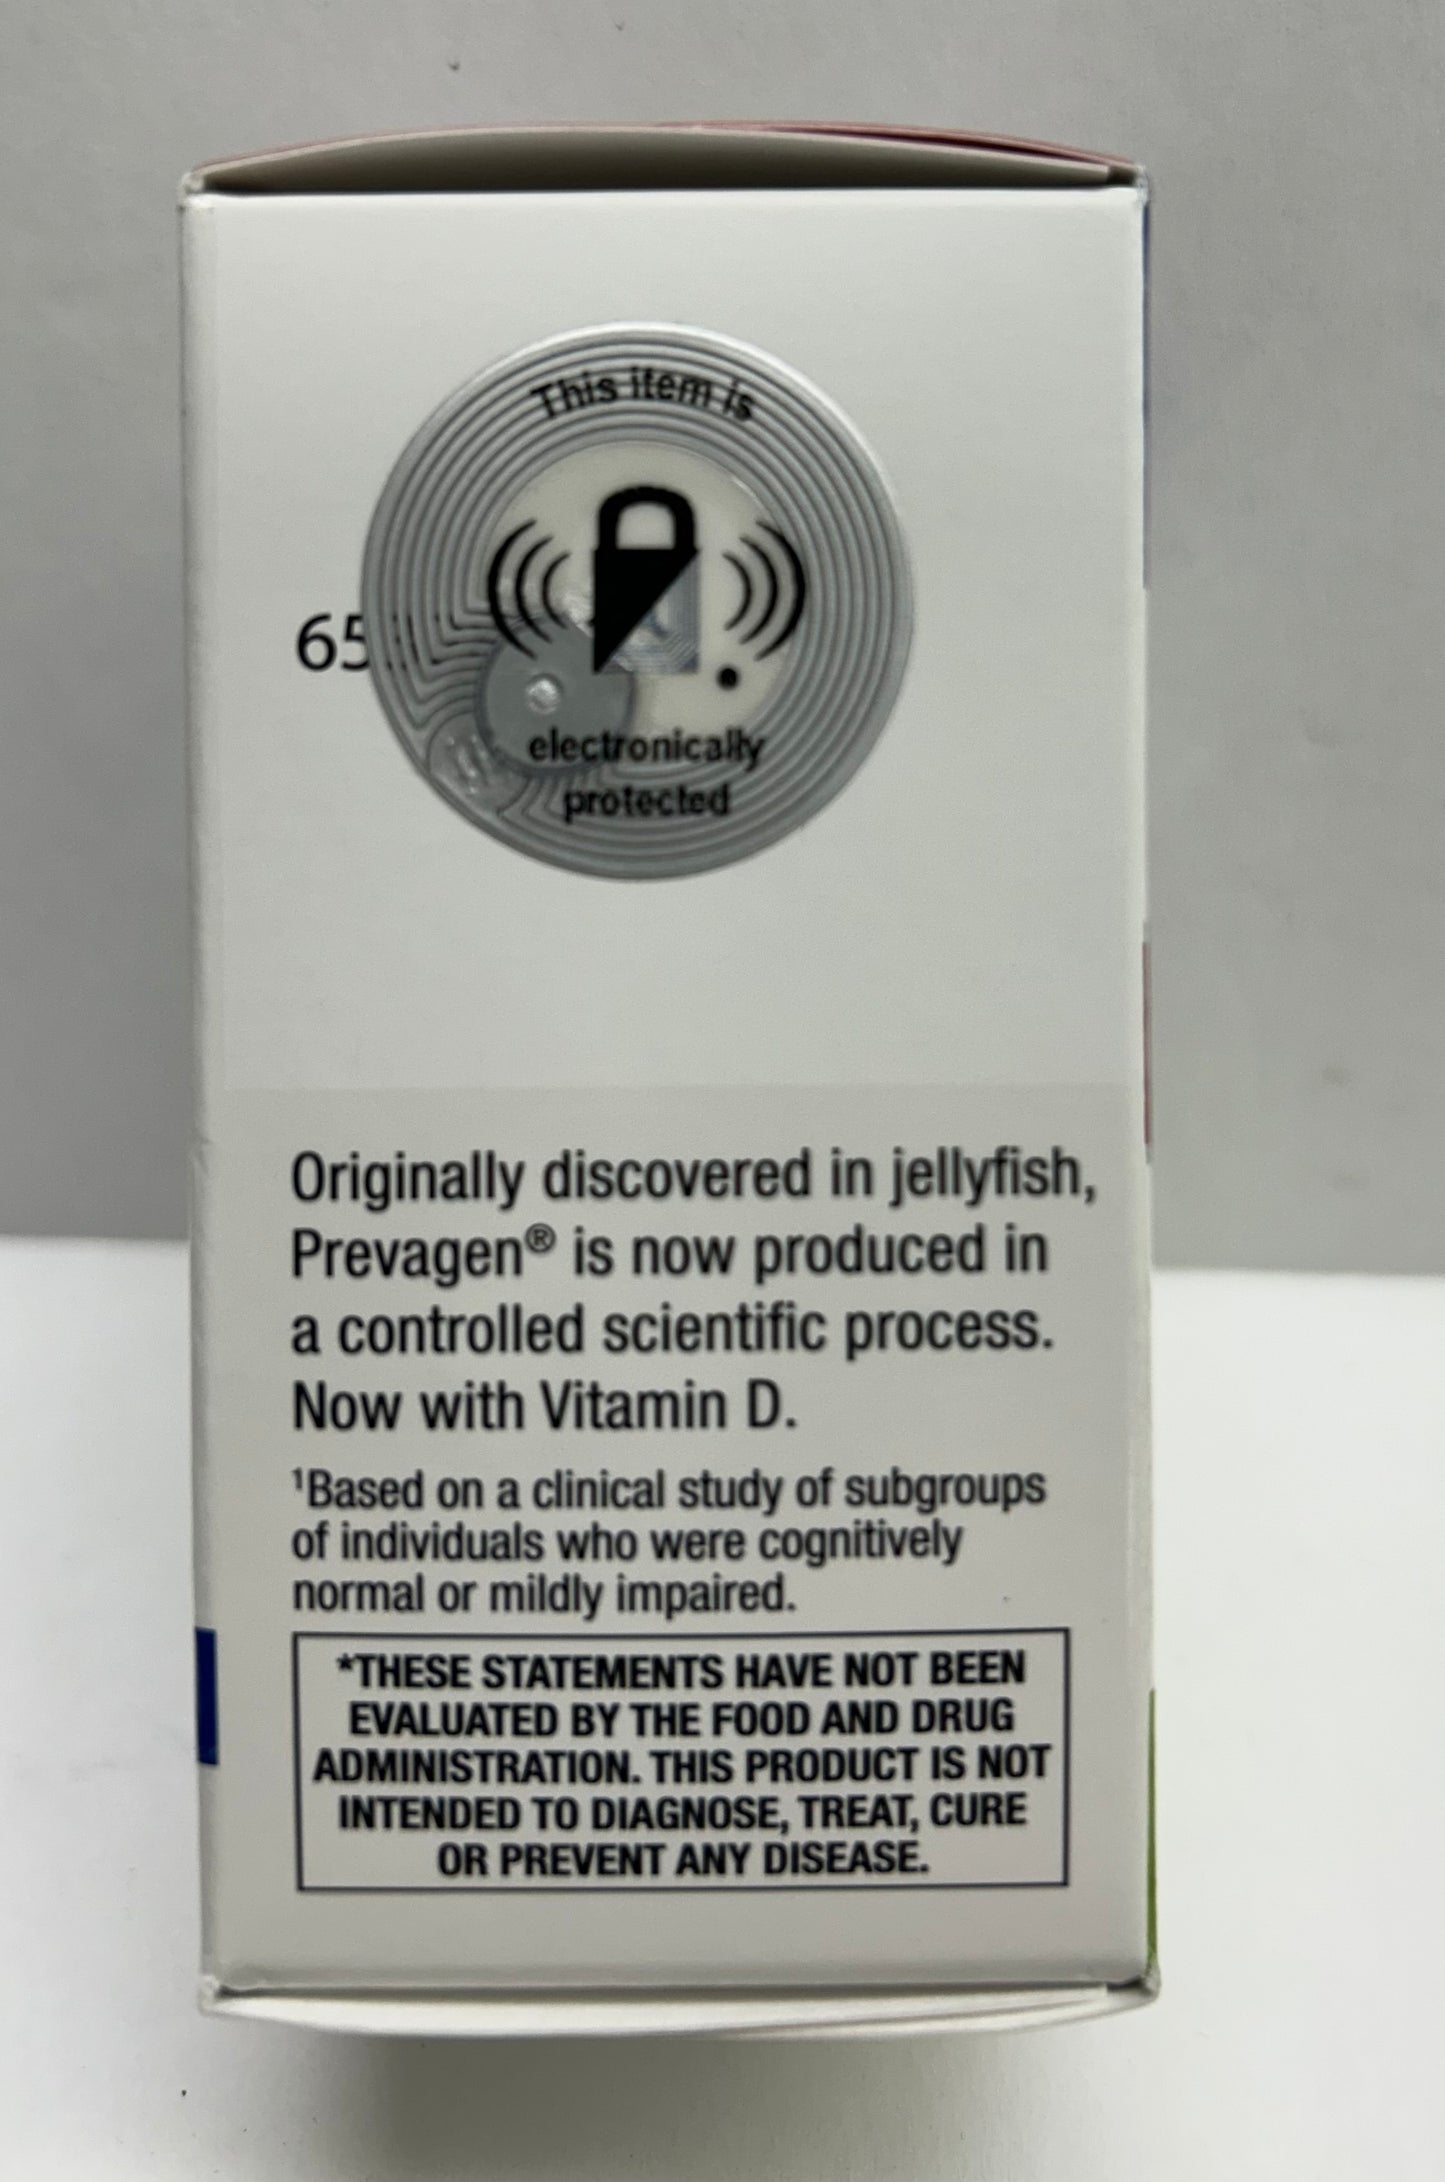 This item is
65
electronically
protected
Originally discovered in jellyfish,
Prevagen® is now produced in
a controlled scientific process.
Now with Vitamin D.
¹Based on a clinical study of subgroups
of individuals who were cognitively
normal or mildly impaired.
*THESE STATEMENTS HAVE NOT BEEN
EVALUATED BY THE FOOD AND DRUG
ADMINISTRATION. THIS PRODUCT IS NOT
INTENDED TO DIAGNOSE, TREAT, CURE
OR PREVENT ANY DISEASE.